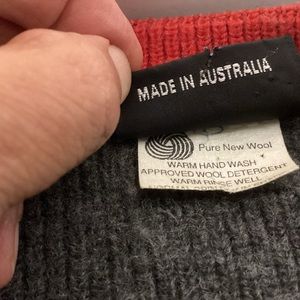 MADE IN AUSTRALIA
Pure New Wool
WARM HAND WASH
APPROVED WOOL DETERGENT
WARM RINSE WELL